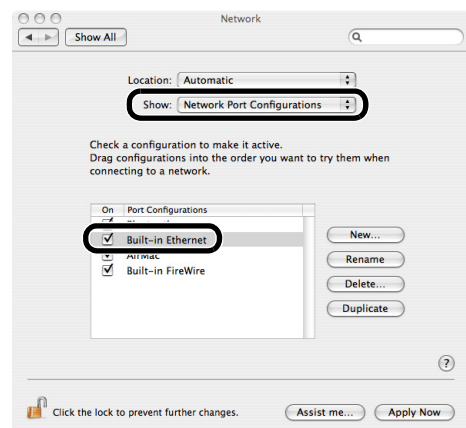 Network
Show All
Location: Automatic
Show: Network Port Configurations
Check a configuration to make it active.
Drag configurations into the order you want to try them when
connecting to a network.
On Port Configurations
Built-in Ethernet
AirMac
Built-in FireWire
New...
Rename
Delete...
Duplicate
?
Click the lock to prevent further changes.
Assist me...
Apply Now